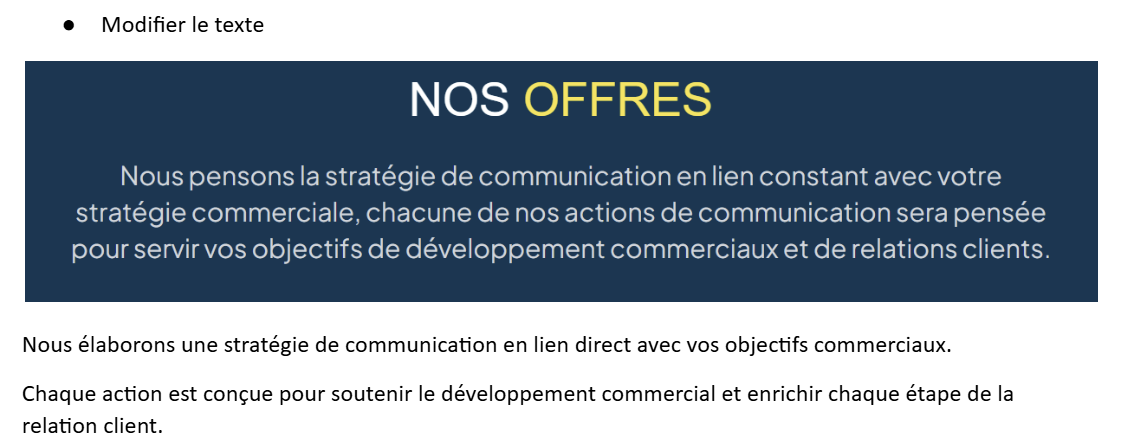 ● Modifier le texte
NOS OFFRES
Nous pensons la stratégie de communication en lien constant avec votre
stratégie commerciale, chacune de nos actions de communication sera pensée
pour servir vos objectifs de développement commerciaux et de relations clients.
Nous élaborons une stratégie de communication en lien direct avec vos objectifs commerciaux.
Chaque action est conçue pour soutenir le développement commercial et enrichir chaque étape de la
relation client.